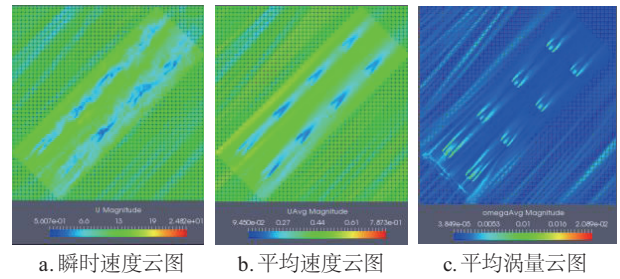 U Magnitude
5.607e-01 6.6 13 19 2.482e+01
UAvg Magnitude
9.450e-02 0.27 0.44 0.61 7.873e-01
omegaAvg Magnitude
3.849e-05 0.0053 0.01 0.016 2.089e-02
a.瞬时速度云图
b.平均速度云图
c.平均涡量云图